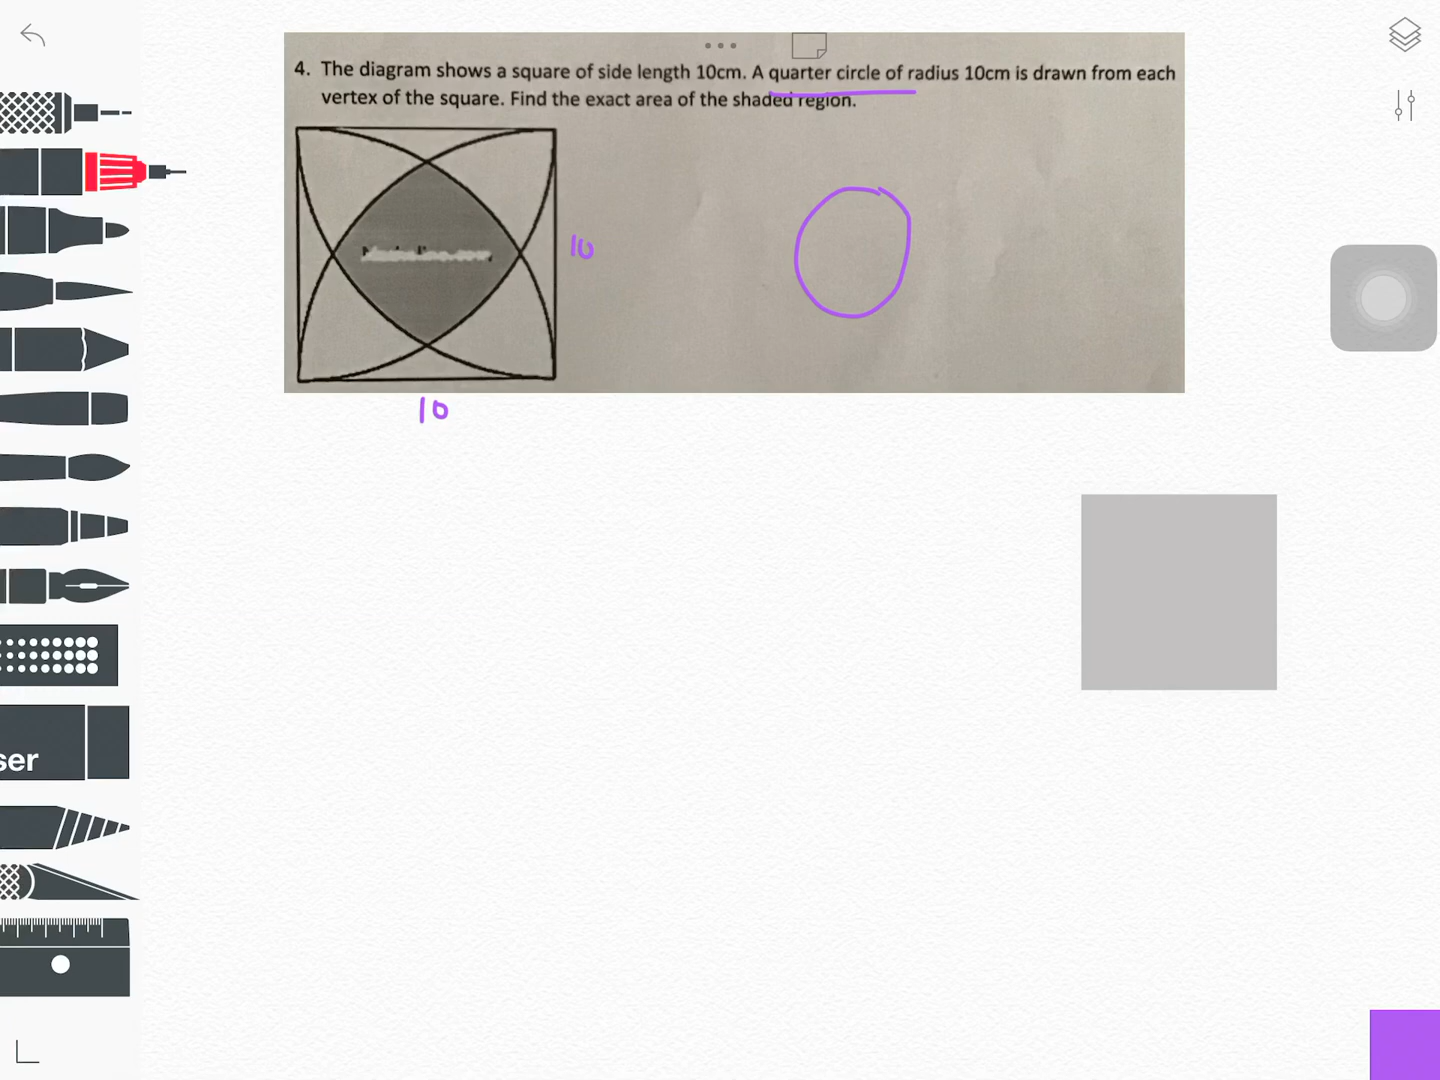 4. The diagram shows a square of side length 10cm. A quarter circle of radius 10cm is drawn from each
vertex of the square. Find the exact area of the shaded region.
10
10
ser